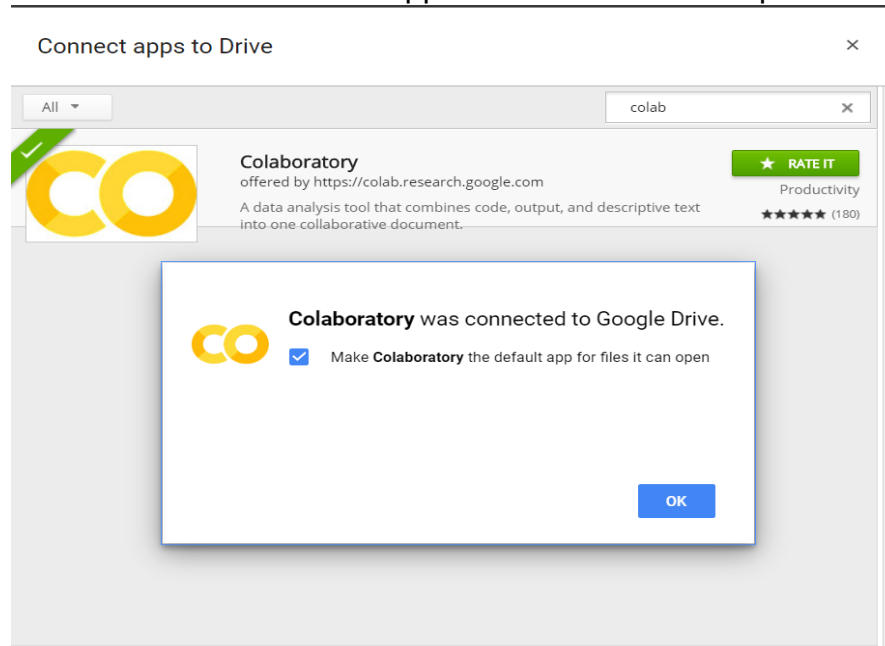 Connect apps to Drive
All
colab
Colaboratory
offered by https://colab.research.google.com
A data analysis tool that combines code, output, and descriptive text
into one collaborative document.
RATE IT
Productivity
(180)
Colaboratory was connected to Google Drive.
Make Colaboratory the default app for files it can open
OK